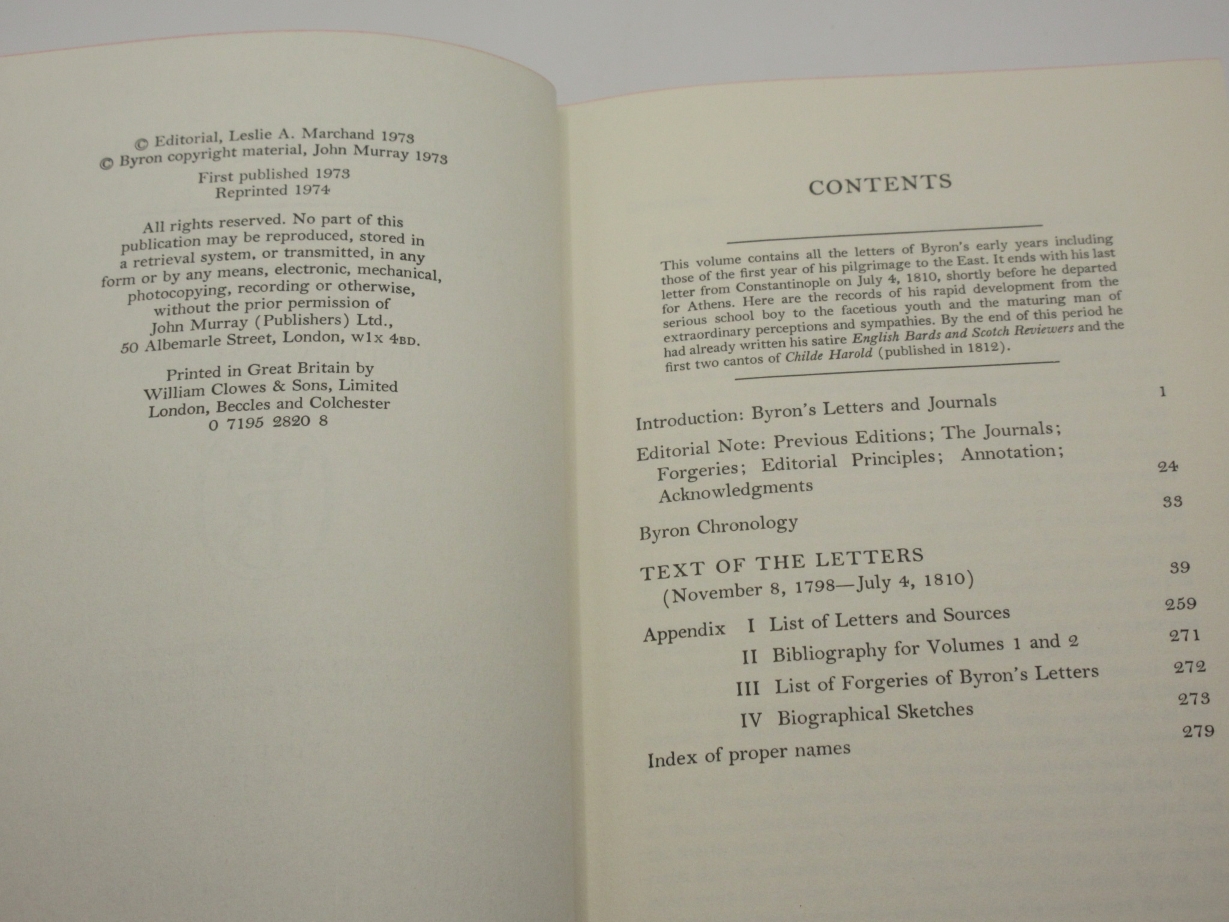 © Editorial, Leslie A. Marchand 1973
© Byron copyright material, John Murray 1973
First published 1973
Reprinted 1974
All rights reserved. No part of this
publication may be reproduced, stored in
a retrieval system, or transmitted, in any
form or by any means, electronic, mechanical,
photocopying, recording or otherwise,
without the prior permission of
John Murray (Publishers) Ltd.,
50 Albemarle Street, London, W1X 4BD.
Printed in Great Britain by
William Clowes & Sons, Limited
London, Beccles and Colchester
0 7195 2820 8
CONTENTS
This volume contains all the letters of Byron's early years including
those of the first year of his pilgrimage to the East. It ends with his last
letter from Constantinople on July 4, 1810, shortly before he departed
for Athens. Here are the records of his rapid development from the
serious school boy to the facetious youth and the maturing man of
extraordinary perceptions and sympathies. By the end of this period he
had already written his satire English Bards and Scotch Reviewers and the
first two cantos of Childe Harold (published in 1812).
Introduction: Byron's Letters and Journals 1
Editorial Note: Previous Editions; The Journals;
Forgeries; Editorial Principles; Annotation;
Acknowledgments 24
Byron Chronology 33
TEXT OF THE LETTERS
(November 8, 1798—July 4, 1810) 39
Appendix I List of Letters and Sources 259
II Bibliography for Volumes 1 and 2 271
III List of Forgeries of Byron's Letters 272
IV Biographical Sketches 273
Index of proper names 279